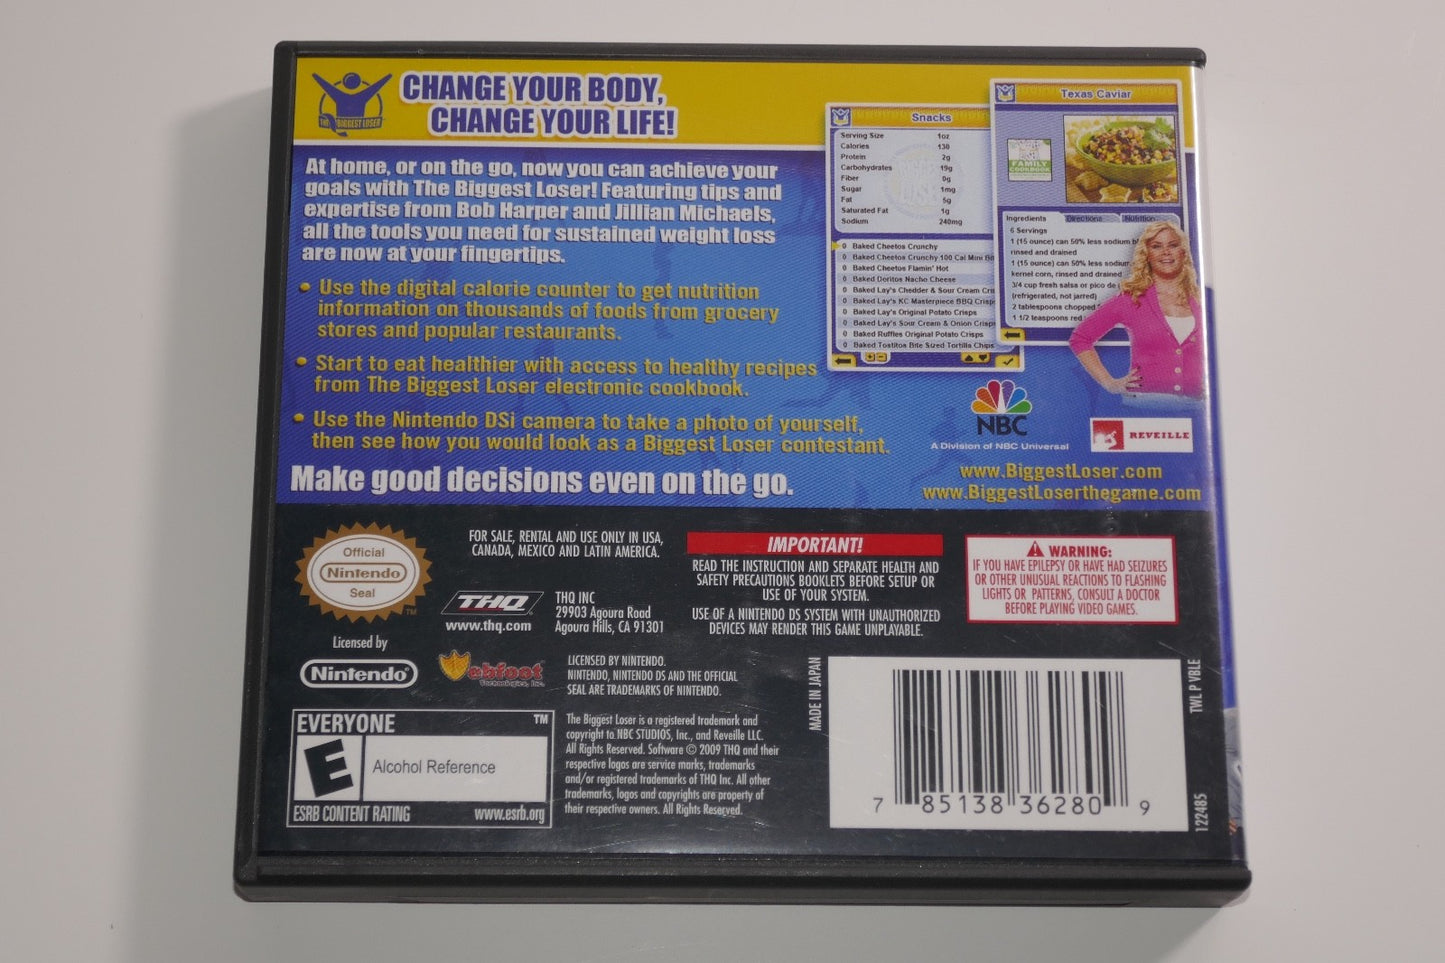 THE BIGGEST LOSER
CHANGE YOUR BODY,
CHANGE YOUR LIFE!
At home, or on the go, now you can achieve your
goals with The Biggest Loser! Featuring tips and
expertise from Bob Harper and Jillian Michaels,
all the tools you need for sustained weight loss
are now at your fingertips.
• Use the digital calorie counter to get nutrition
information on thousands of foods from grocery
stores and popular restaurants.
• Start to eat healthier with access to healthy recipes
from The Biggest Loser electronic cookbook.
• Use the Nintendo DSi camera to take a photo of yourself,
then see how you would look as a Biggest Loser contestant.
Make good decisions even on the go.
Snacks
Serving Size 1oz
Calories 130
Protein 2g
Carbohydrates 19g
Fiber 0g
Sugar 1mg
Fat 5g
Saturated Fat 1g
Sodium 240mg
0 Baked Cheetos Crunchy
0 Baked Cheetos Crunchy 100 Cal Mini Bit
0 Baked Cheetos Flamin' Hot
0 Baked Doritos Nacho Cheese
0 Baked Lay's Chedder & Sour Cream Cri
0 Baked Lay's KC Masterpiece BBQ Crisps
0 Baked Lay's Original Potato Crisps
0 Baked Lay's Sour Cream & Onion Crisps
0 Baked Ruffles Original Potato Crisps
0 Baked Tostitos Bite Sized Tortilla Chips
Texas Caviar
FAMILY
COOKBOOK
Ingredients Directions Nutrition
6 Servings
1 (15 ounce) can 50% less sodium bl
rinsed and drained
1 (15 ounce) can 50% less sodium
kernel corn, rinsed and drained
3/4 cup fresh salsa or pico de
(refrigerated, not jarred)
2 tablespoons chopped
1 1/2 teaspoons red
NBC
A Division of NBC Universal
REVEILLE
www.BiggestLoser.com
www.BiggestLoserthegame.com
Official
Nintendo
Seal
TM
Licensed by
Nintendo®
FOR SALE, RENTAL AND USE ONLY IN USA,
CANADA, MEXICO AND LATIN AMERICA.
THQ
www.thq.com
THQ INC
29903 Agoura Road
Agoura Hills, CA 91301
IMPORTANT!
READ THE INSTRUCTION AND SEPARATE HEALTH AND
SAFETY PRECAUTIONS BOOKLETS BEFORE SETUP OR
USE OF YOUR SYSTEM.
USE OF A NINTENDO DS SYSTEM WITH UNAUTHORIZED
DEVICES MAY RENDER THIS GAME UNPLAYABLE.
WARNING:
IF YOU HAVE EPILEPSY OR HAVE HAD SEIZURES
OR OTHER UNUSUAL REACTIONS TO FLASHING
LIGHTS OR PATTERNS, CONSULT A DOCTOR
BEFORE PLAYING VIDEO GAMES.
Webfoot
Technologies, Inc.
LICENSED BY NINTENDO.
NINTENDO, NINTENDO DS AND THE OFFICIAL
SEAL ARE TRADEMARKS OF NINTENDO.
The Biggest Loser is a registered trademark and
copyright to NBC STUDIOS, Inc., and Reveille LLC.
All Rights Reserved. Software © 2009 THQ and their
respective logos are service marks, trademarks
and/or registered trademarks of THQ Inc. All other
trademarks, logos and copyrights are property of
their respective owners. All Rights Reserved.
EVERYONE TM
E
Alcohol Reference
ESRB CONTENT RATING www.esrb.org
MADE IN JAPAN
7 85138 36280 9
TWL P VBLE
122485